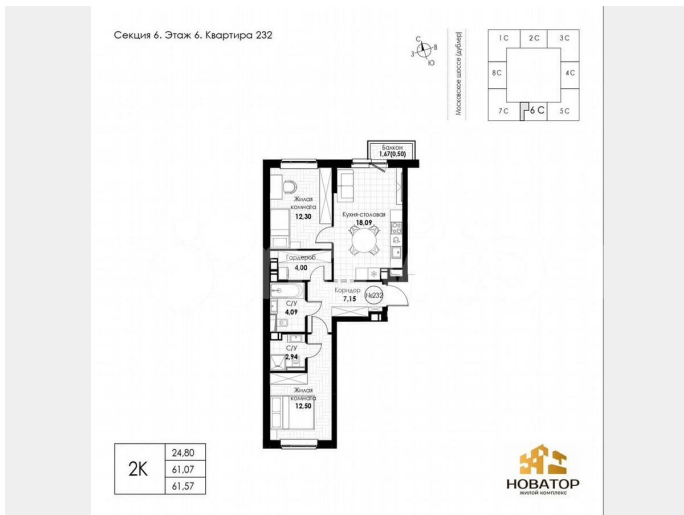 Секция 6. Этаж 6. Квартира 232
С
З
В
Ю
Московское шоссе (дублер)
1 С
2 С
3 С
8 С
4 С
7 С
6 С
5 С
Балкон
1,67(0,50)
Жилая
комната
12,30
Кухня-столовая
18,09
Гардероб
4,00
Коридор
7,15
№232
С/У
4,09
С/У
2,94
Жилая
комната
12,50
2К
24,80
61,07
61,57
НОВАТОР
ЖИЛОЙ КОМПЛЕКС